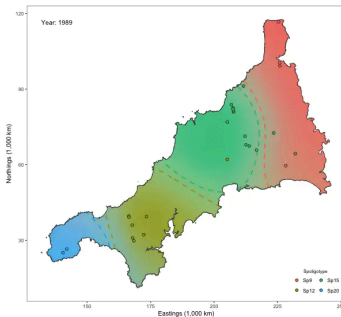 Year: 1989
120
90
60
30
Northings (1,000 km)
150
175
200
225
25
Eastings (1,000 km)
Spoligotype
Sp9
Sp15
Sp12
Sp20